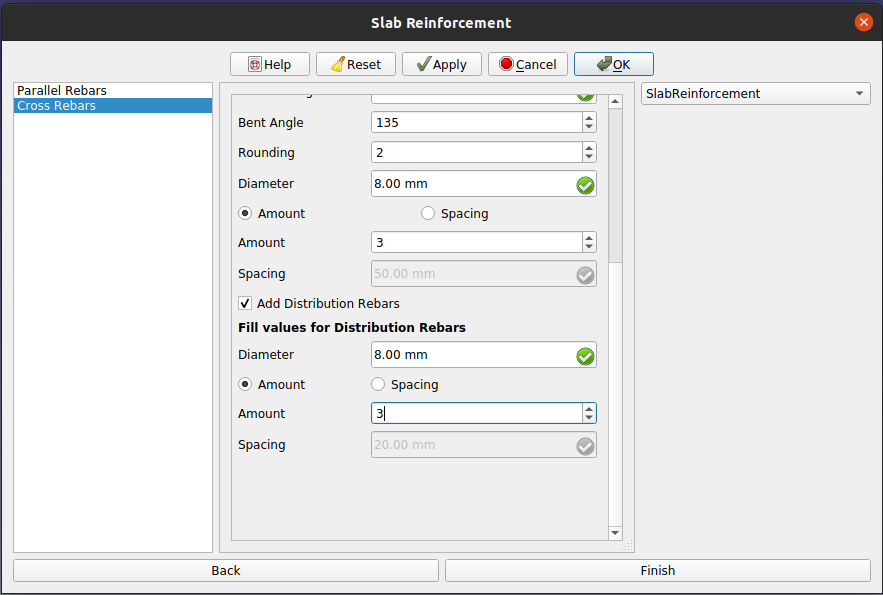 Slab Reinforcement
Help Reset Apply Cancel OK
Parallel Rebars
Cross Rebars
SlabReinforcement
Bent Angle 135
Rounding 2
Diameter 8.00 mm
Amount Spacing
Amount 3
Spacing 50.00 mm
Add Distribution Rebars
Fill values for Distribution Rebars
Diameter 8.00 mm
Amount Spacing
Amount 3
Spacing 20.00 mm
Back Finish